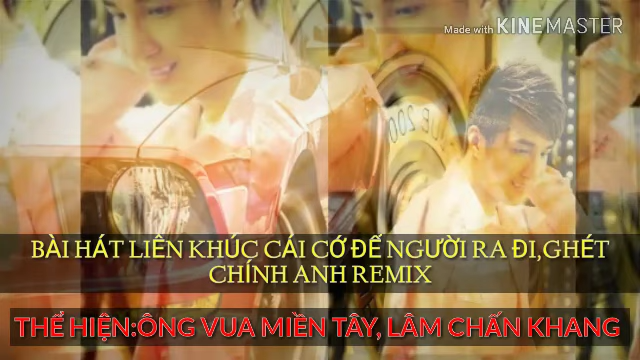 Made with KINEMASTER
BÀI HÁT LIÊN KHÚC CÁI CỚ ĐỂ NGƯỜI RA ĐI,GHÉT
CHÍNH ANH REMIX
THỂ HIỆN:ÔNG VUA MIỀN TÂY, LÂM CHẤN KHANG